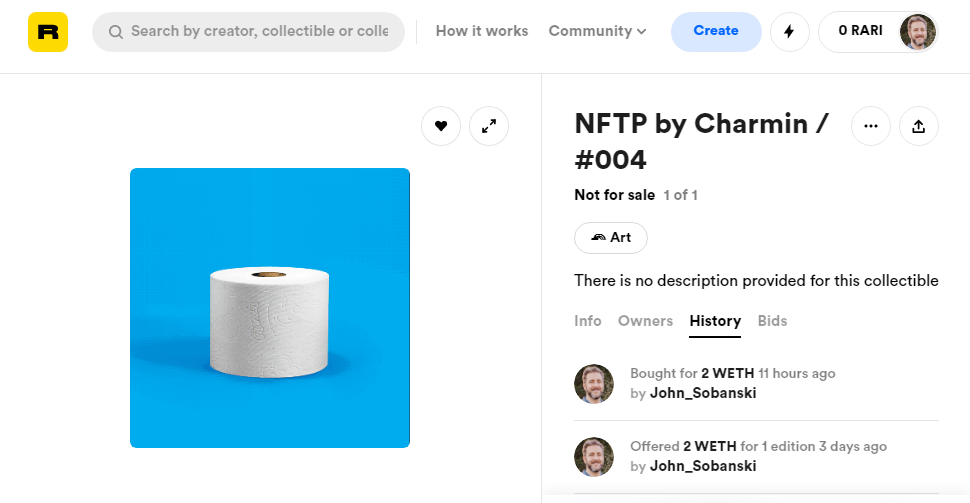 R
Search by creator, collectible or colle
How it works
Community
Create
0 RARI
NFTP by Charmin /
#004
Not for sale 1 of 1
Art
There is no description provided for this collectible
Info Owners History Bids
Bought for 2 WETH 11 hours ago
by John_Sobanski
Offered 2 WETH for 1 edition 3 days ago
by John_Sobanski